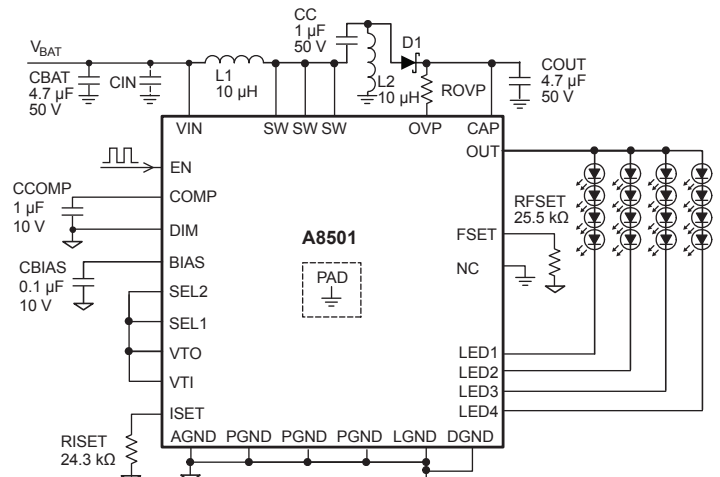 CC
1 µF
50 V
D1
VBAT
CBAT
4.7 µF
50 V
CIN
L1
10 µH
L2
10 µH
ROVP
COUT
4.7 µF
50 V
VIN
SW SW SW
OVP
CAP
OUT
EN
CCOMP
1 µF
10 V
COMP
DIM
CBIAS
0.1 µF
10 V
BIAS
A8501
PAD
RFSET
25.5 kΩ
FSET
NC
SEL2
SEL1
VTO
VTI
LED1
LED2
LED3
LED4
ISET
RISET
24.3 kΩ
AGND PGND PGND PGND LGND DGND